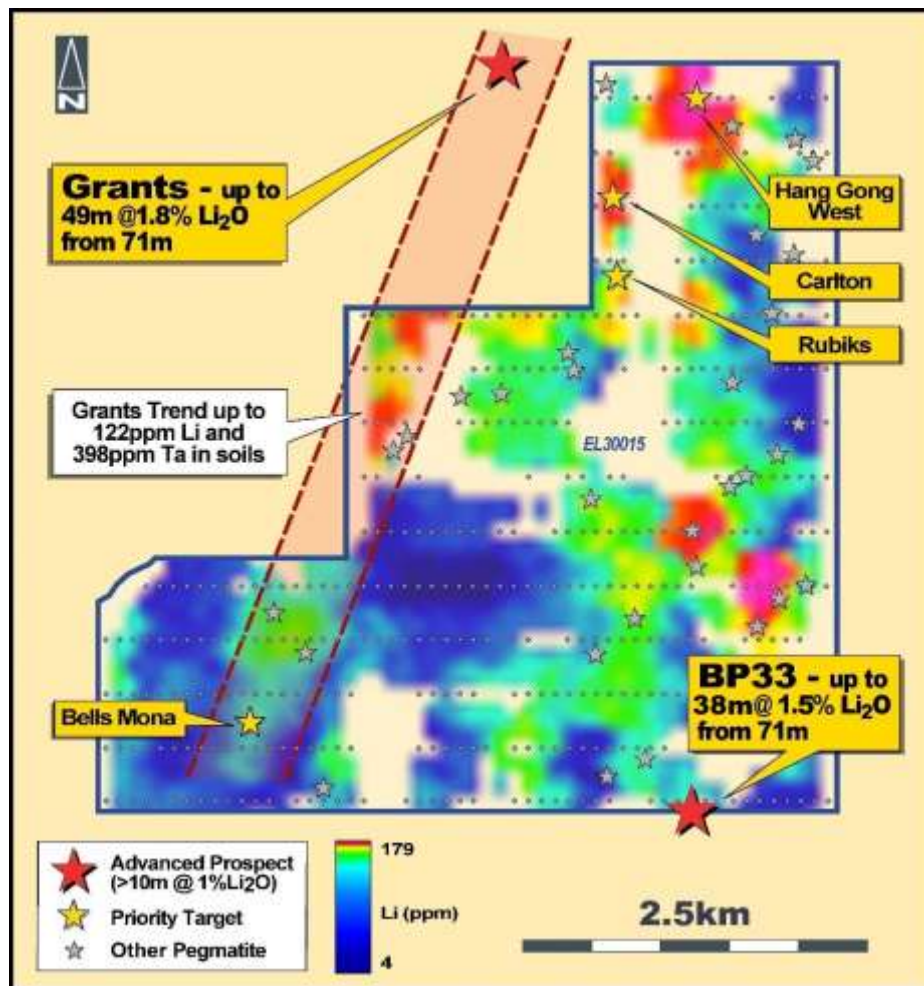 N
Grants - up to
49m @1.8% Li₂O
from 71m
Hang Gong
West
Carlton
Rubiks
Grants Trend up to
122ppm Li and
398ppm Ta in soils
EL30015
BP33 - up to
38m@ 1.5% Li₂O
from 71m
Bells Mona
Advanced Prospect
(>10m @ 1%Li₂O)
Priority Target
Other Pegmatite
179
Li (ppm)
4
2.5km